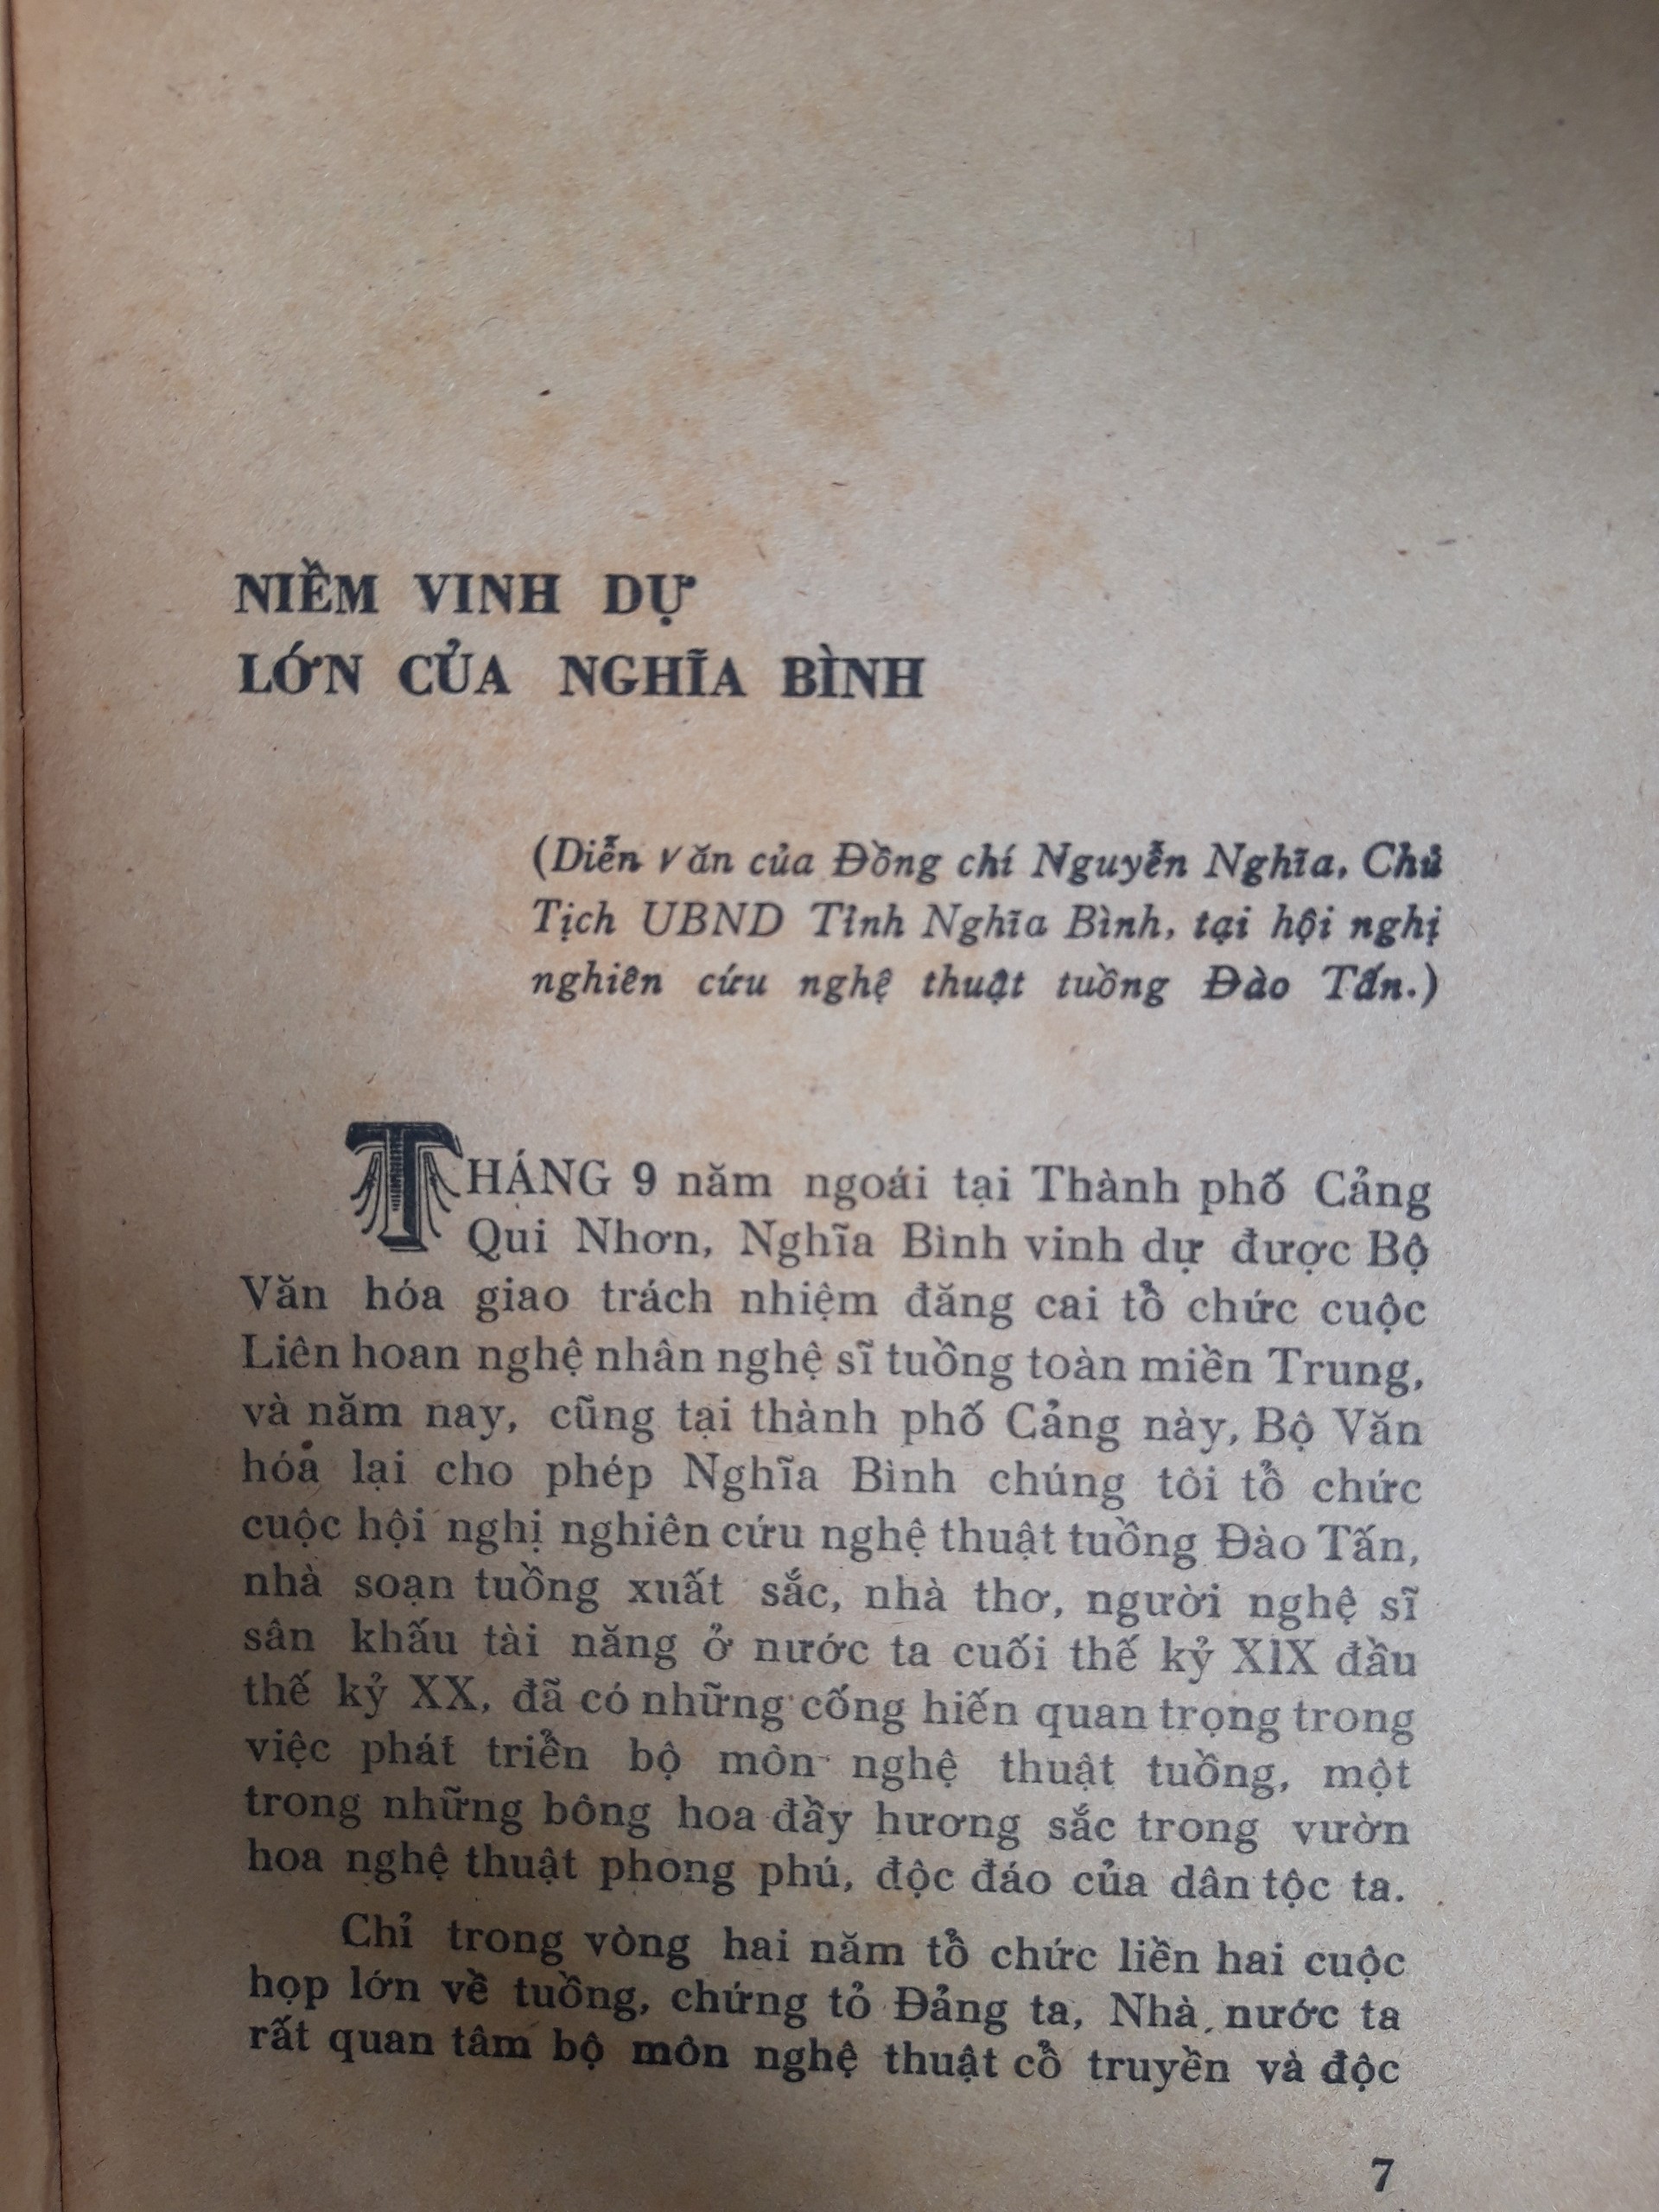 NIỀM VINH DỰ
LỚN CỦA NGHĨA BÌNH
(Diễn văn của Đồng chí Nguyễn Nghĩa, Chủ
Tịch UBND Tỉnh Nghĩa Bình, tại hội nghị
nghiên cứu nghệ thuật tuồng Đào Tấn.)
THÁNG 9 năm ngoái tại Thành phố Cảng
Qui Nhơn, Nghĩa Bình vinh dự được Bộ
Văn hóa giao trách nhiệm đăng cai tổ chức cuộc
Liên hoan nghệ nhân nghệ sĩ tuồng toàn miền Trung,
và năm nay, cũng tại thành phố Cảng này, Bộ Văn
hóa lại cho phép Nghĩa Bình chúng tôi tổ chức
cuộc hội nghị nghiên cứu nghệ thuật tuồng Đào Tấn,
nhà soạn tuồng xuất sắc, nhà thơ, người nghệ sĩ
sân khấu tài năng ở nước ta cuối thế kỷ XIX đầu
thế kỷ XX, đã có những cống hiến quan trọng trong
việc phát triển bộ môn nghệ thuật tuồng, một
trong những bông hoa đầy hương sắc trong vườn
hoa nghệ thuật phong phú, độc đáo của dân tộc ta.
Chỉ trong vòng hai năm tổ chức liền hai cuộc
họp lớn về tuồng, chứng tỏ Đảng ta, Nhà nước ta
rất quan tâm bộ môn nghệ thuật cổ truyền và độc
7